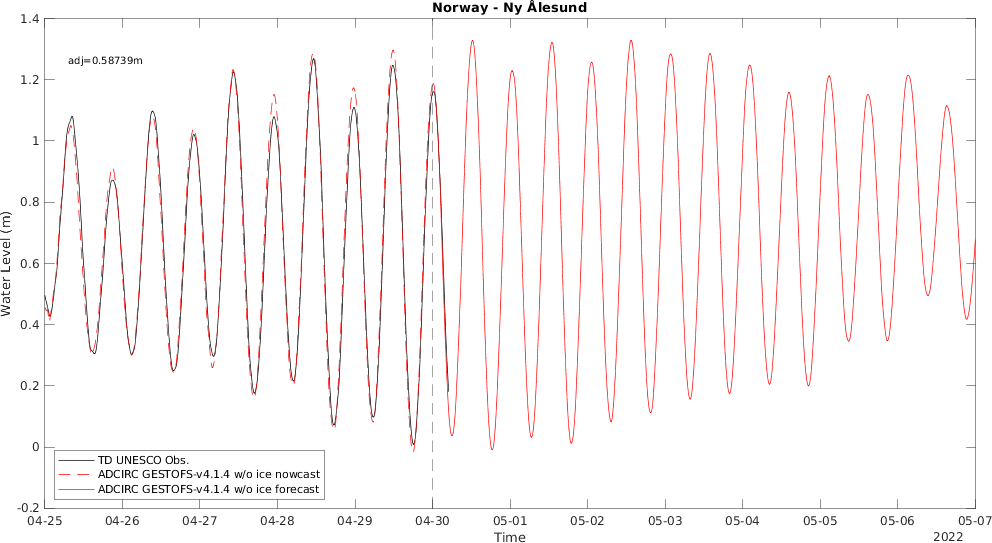 Norway - Ny Ålesund
adj=0.58739m
Water Level (m)
1.4
1.2
1
0.8
0.6
0.4
0.2
0
-0.2
TD UNESCO Obs.
ADCIRC GESTOFS-v4.1.4 w/o ice nowcast
ADCIRC GESTOFS-v4.1.4 w/o ice forecast
04-25 04-26 04-27 04-28 04-29 04-30 05-01 05-02 05-03 05-04 05-05 05-06 05-07
Time
2022